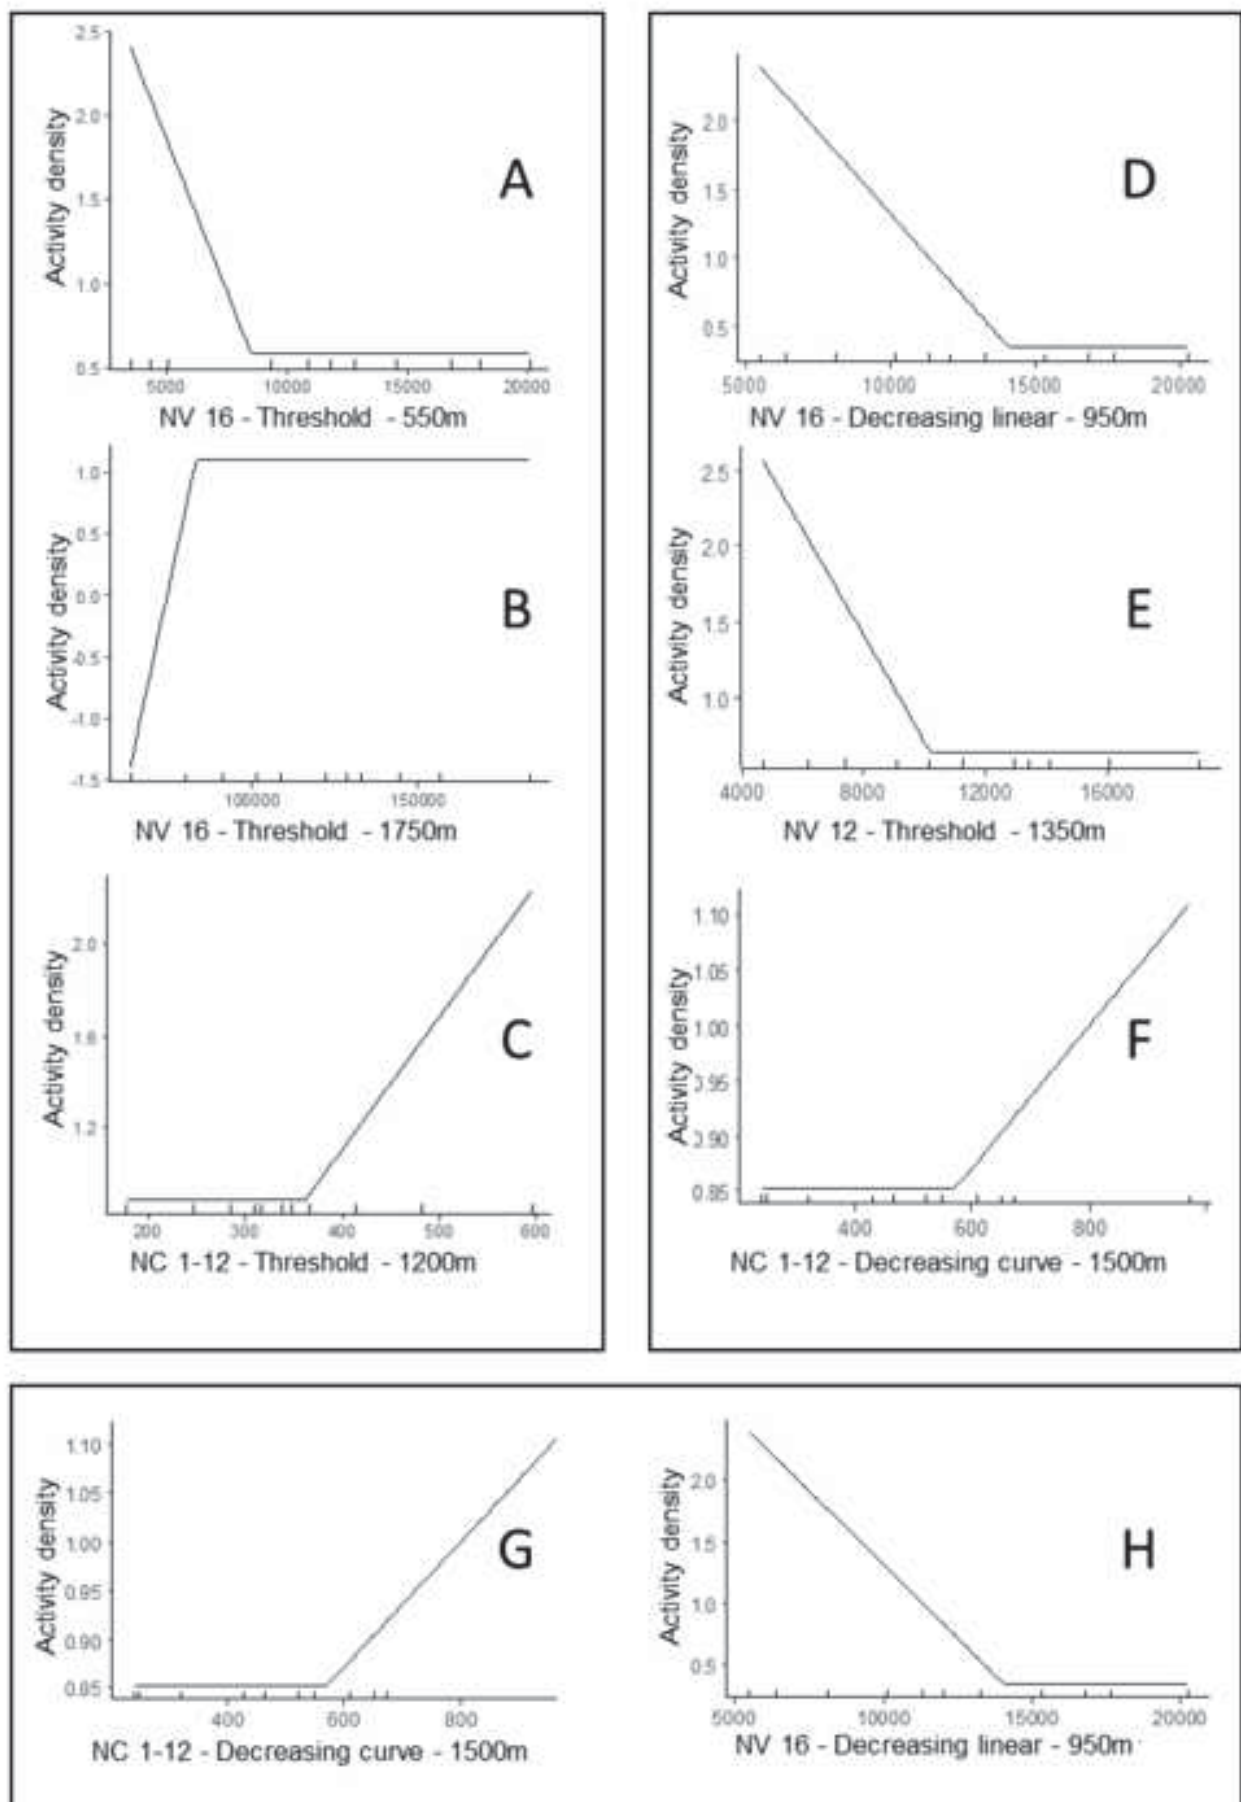 2.5
2.0
1.5
1.0
0.5
Activity density
A
5000 10000 15000 20000
NV 16 - Threshold - 550m
1.0
0.5
0.0
-0.5
-1.0
-1.5
Activity density
B
100000 150000
NV 16 - Threshold - 1750m
2.0
1.6
1.2
Activity density
C
200 300 400 500 600
NC 1-12 - Threshold - 1200m
2.0
1.5
1.0
0.5
Activity density
D
5000 10000 15000 20000
NV 16 - Decreasing linear - 950m
2.5
2.0
1.5
1.0
Activity density
E
4000 8000 12000 16000
NV 12 - Threshold - 1350m
1.10
1.05
1.00
0.95
0.90
0.85
Activity density
F
400 600 800
NC 1-12 - Decreasing curve - 1500m
1.10
1.05
1.00
0.95
0.90
0.85
Activity density
G
400 600 800
NC 1-12 - Decreasing curve - 1500m
2.0
1.5
1.0
0.5
Activity density
H
5000 10000 15000 20000
NV 16 - Decreasing linear - 950m